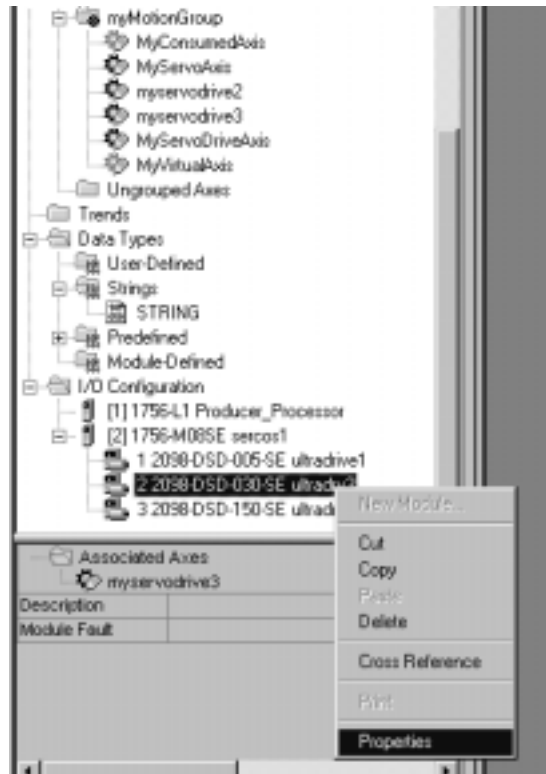 myMotionGroup
MyConsumedAxis
MyServoAxis
myservodrive2
myservodrive3
MyServoDriveAxis
MyVirtualAxis
Ungrouped Axes
Trends
Data Types
User-Defined
Strings
STRING
Predefined
Module-Defined
I/O Configuration
[1] 1756-L1 Producer_Processor
[2] 1756-M08SE sercos1
1 2098-DSD-005-SE ultradrive1
2 2098-DSD-030-SE
3 2098-DSD-150-SE
New Module...
Cut
Copy
Paste
Delete
Cross Reference
Print
Properties
Associated Axes
myservodrive3
Description
Module Fault